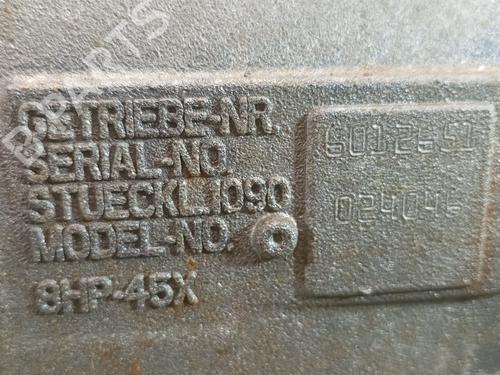 GETRIEBE-NR.
SERIAL-NO. 6012651
STUECKL.1090
MODEL-NO. 024046
8HP-45X